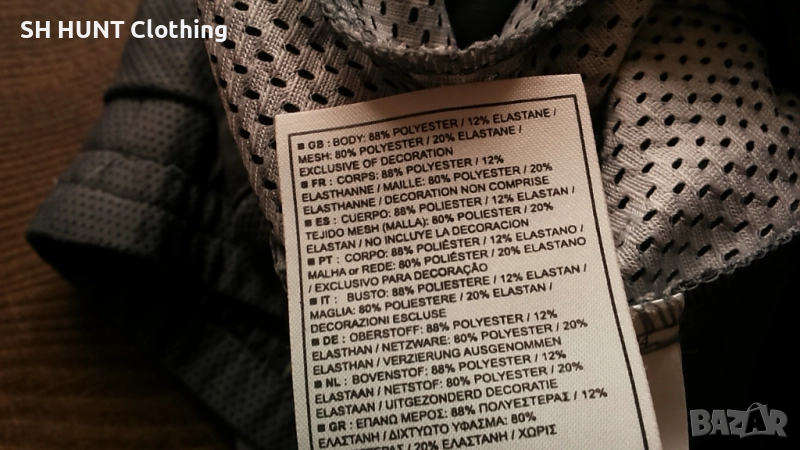 SH HUNT Clothing
■ GB : BODY: 88% POLYESTER / 12% ELASTANE /
MESH: 80% POLYESTER / 20% ELASTANE /
EXCLUSIVE OF DECORATION
■ FR : CORPS: 88% POLYESTER / 12%
ELASTHANNE / MAILLE: 80% POLYESTER / 20%
ELASTHANNE / DECORATION NON COMPRISE
■ ES : CUERPO: 88% POLIESTER / 12% ELASTAN /
TEJIDO MESH (MALLA): 80% POLIESTER / 20%
ELASTAN / NO INCLUYE LA DECORACION
■ PT : CORPO: 88% POLIÉSTER / 12% ELASTANO /
MALHA or REDE: 80% POLIÉSTER / 20% ELASTANO
/ EXCLUSIVO PARA DECORAÇÃO
■ IT : BUSTO: 88% POLIESTERE / 12% ELASTAN /
MAGLIA: 80% POLIESTERE / 20% ELASTAN /
DECORAZIONI ESCLUSE
■ DE : OBERSTOFF: 88% POLYESTER / 12%
ELASTHAN / NETZWARE: 80% POLYESTER / 20%
ELASTHAN / VERZIERUNG AUSGENOMMEN
■ NL : BOVENSTOF: 88% POLYESTER / 12%
ELASTAAN / NETSTOF: 80% POLYESTER / 20%
ELASTAAN / UITGEZONDERD DECORATIE
■ GR : ΕΠΑΝΩ ΜΕΡΟΣ: 88% ΠΟΛΥΕΣΤΕΡΑΣ / 12%
ΕΛΑΣΤΑΝΗ / ΔΙΧΤΥΩΤΟ ΥΦΑΣΜΑ: 80%
20% ΕΛΑΣΤΑΝΗ / ΧΩΡΙΣ
BAZAR